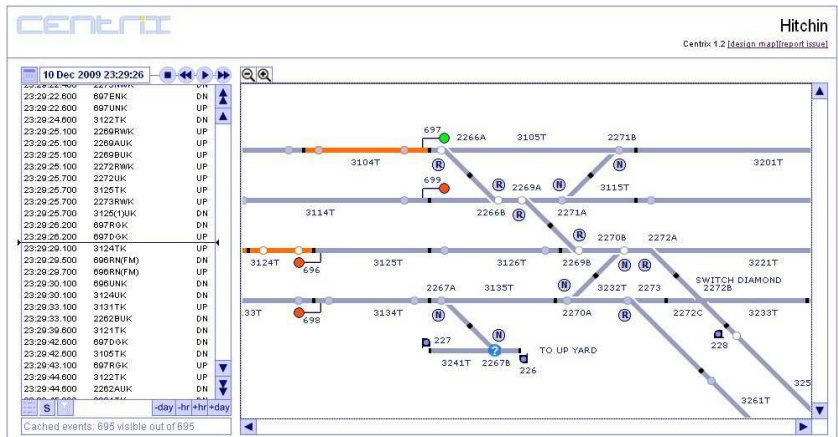 CENTRIX
Hitchin
Centrix 1.2 [design map][report issue]
10 Dec 2009 23:29:26
23:29:22.600 697ENK DN
23:29:22.600 697UNK UP
23:29:24.600 3122TK DN
23:29:25.100 2269RWK UP
23:29:25.100 2269AUK UP
23:29:25.100 2269BUK UP
23:29:25.100 2272RWK UP
23:29:25.700 2272UK UP
23:29:25.700 3125TK UP
23:29:25.700 2273RWK UP
23:29:25.700 3125(1)UK DN
23:29:26.200 697RGK DN
23:29:26.200 697DGK UP
23:29:29.100 3124TK UP
23:29:29.500 696RN(FM) DN
23:29:29.700 696RN(FM) UP
23:29:30.100 696UNK DN
23:29:30.100 3124UK DN
23:29:33.100 3131TK UP
23:29:33.100 2262BUK DN
23:29:39.600 3121TK DN
23:29:42.600 697DGK DN
23:29:42.600 3105TK DN
23:29:43.100 697RGK UP
23:29:44.600 3122TK UP
23:29:44.600 2262AUK DN
S -day -hr +hr +day
Cached events: 695 visible out of 695
697 2266A 3105T 2271B
3104T R N 3201T
699 R 2269A N 3115T
3114T 2266B R 2271A
R 2270B 2272A
3124T 696 3125T 3126T 2269B N R 3221T
2267A 3135T N 3232T 2273 SWITCH DIAMOND
2272B
.33T 698 3134T N 2270A R 2272C 3233T
227 N TO UP YARD 228
3241T 2267B 226
325
3261T